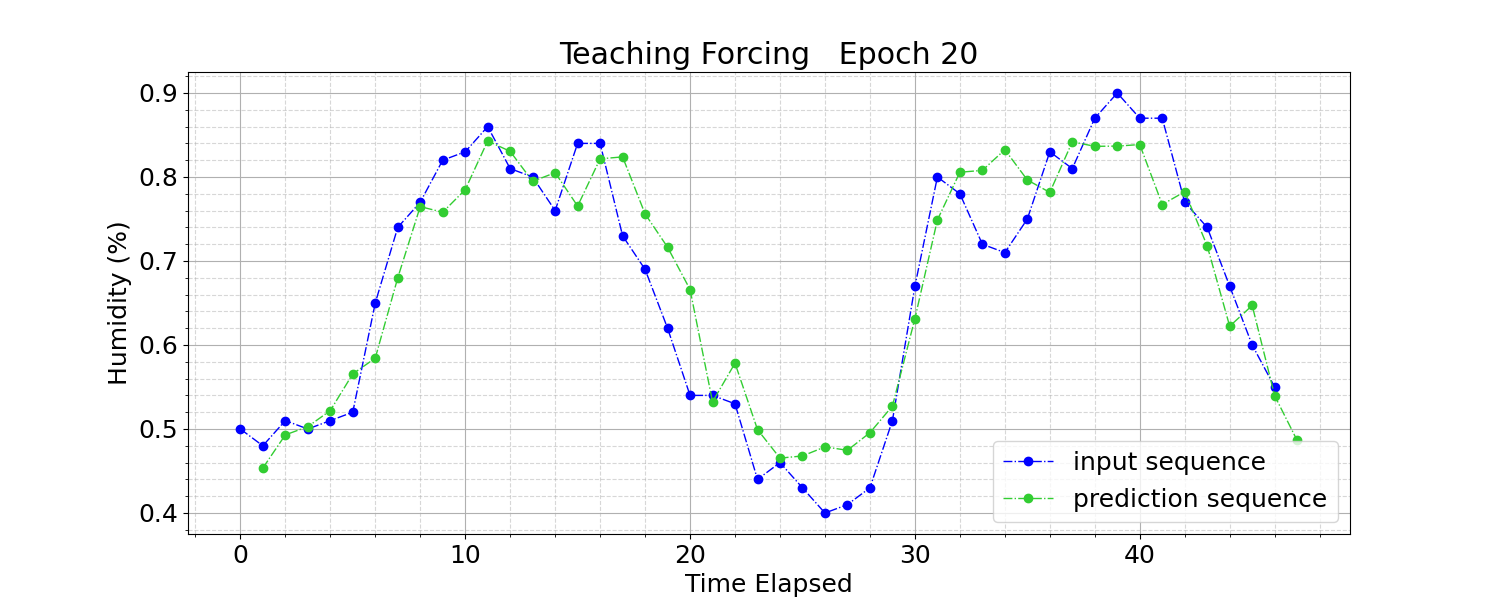 Teaching Forcing   Epoch 20
Humidity (%)
0.9
0.8
0.7
0.6
0.5
0.4
input sequence
prediction sequence
0 10 20 30 40
Time Elapsed